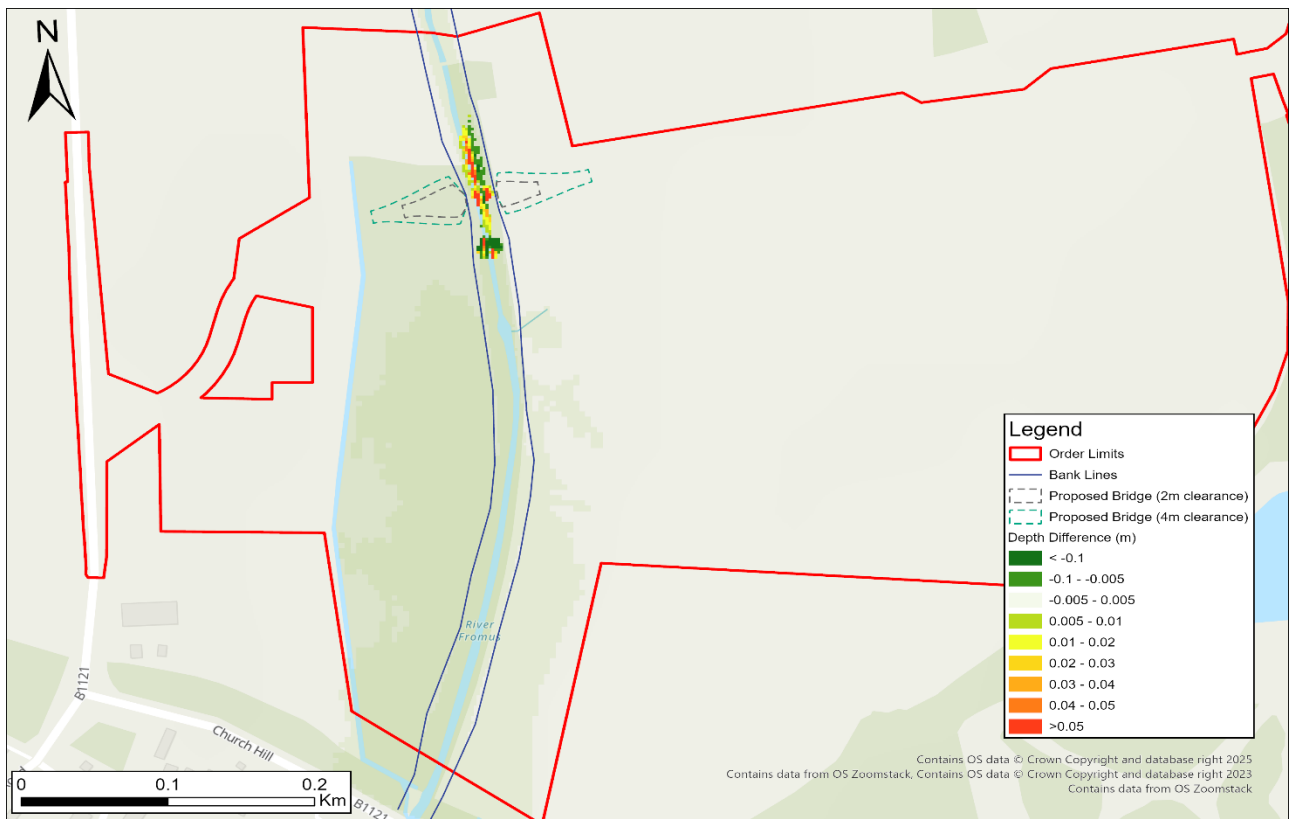 N
River
Fromus
B1121
Church Hill
B1121
0
0.1
0.2
Km
Legend
Order Limits
Bank Lines
Proposed Bridge (2m clearance)
Proposed Bridge (4m clearance)
Depth Difference (m)
< -0.1
-0.1 - -0.005
-0.005 - 0.005
0.005 - 0.01
0.01 - 0.02
0.02 - 0.03
0.03 - 0.04
0.04 - 0.05
>0.05
Contains OS data © Crown Copyright and database right 2025
Contains data from OS Zoomstack, Contains OS data © Crown Copyright and database right 2023
Contains data from OS Zoomstack